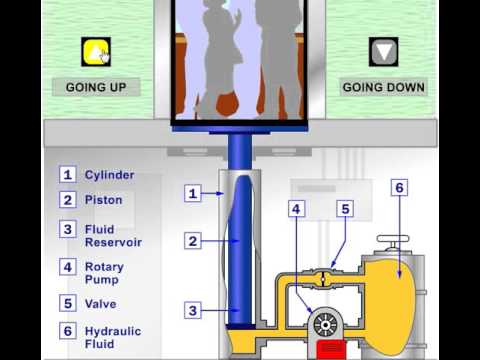 GOING UP
GOING DOWN
1 Cylinder
2 Piston
3 Fluid
Reservoir
4 Rotary
Pump
5 Valve
6 Hydraulic
Fluid
1
2
3
4
5
6